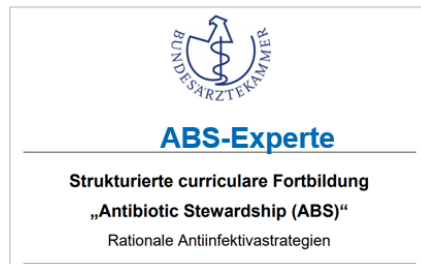 BUNDESÄRZTEKAMMER
ABS-Experte
Strukturierte curriculare Fortbildung
„Antibiotic Stewardship (ABS)“
Rationale Antiinfektivastrategien